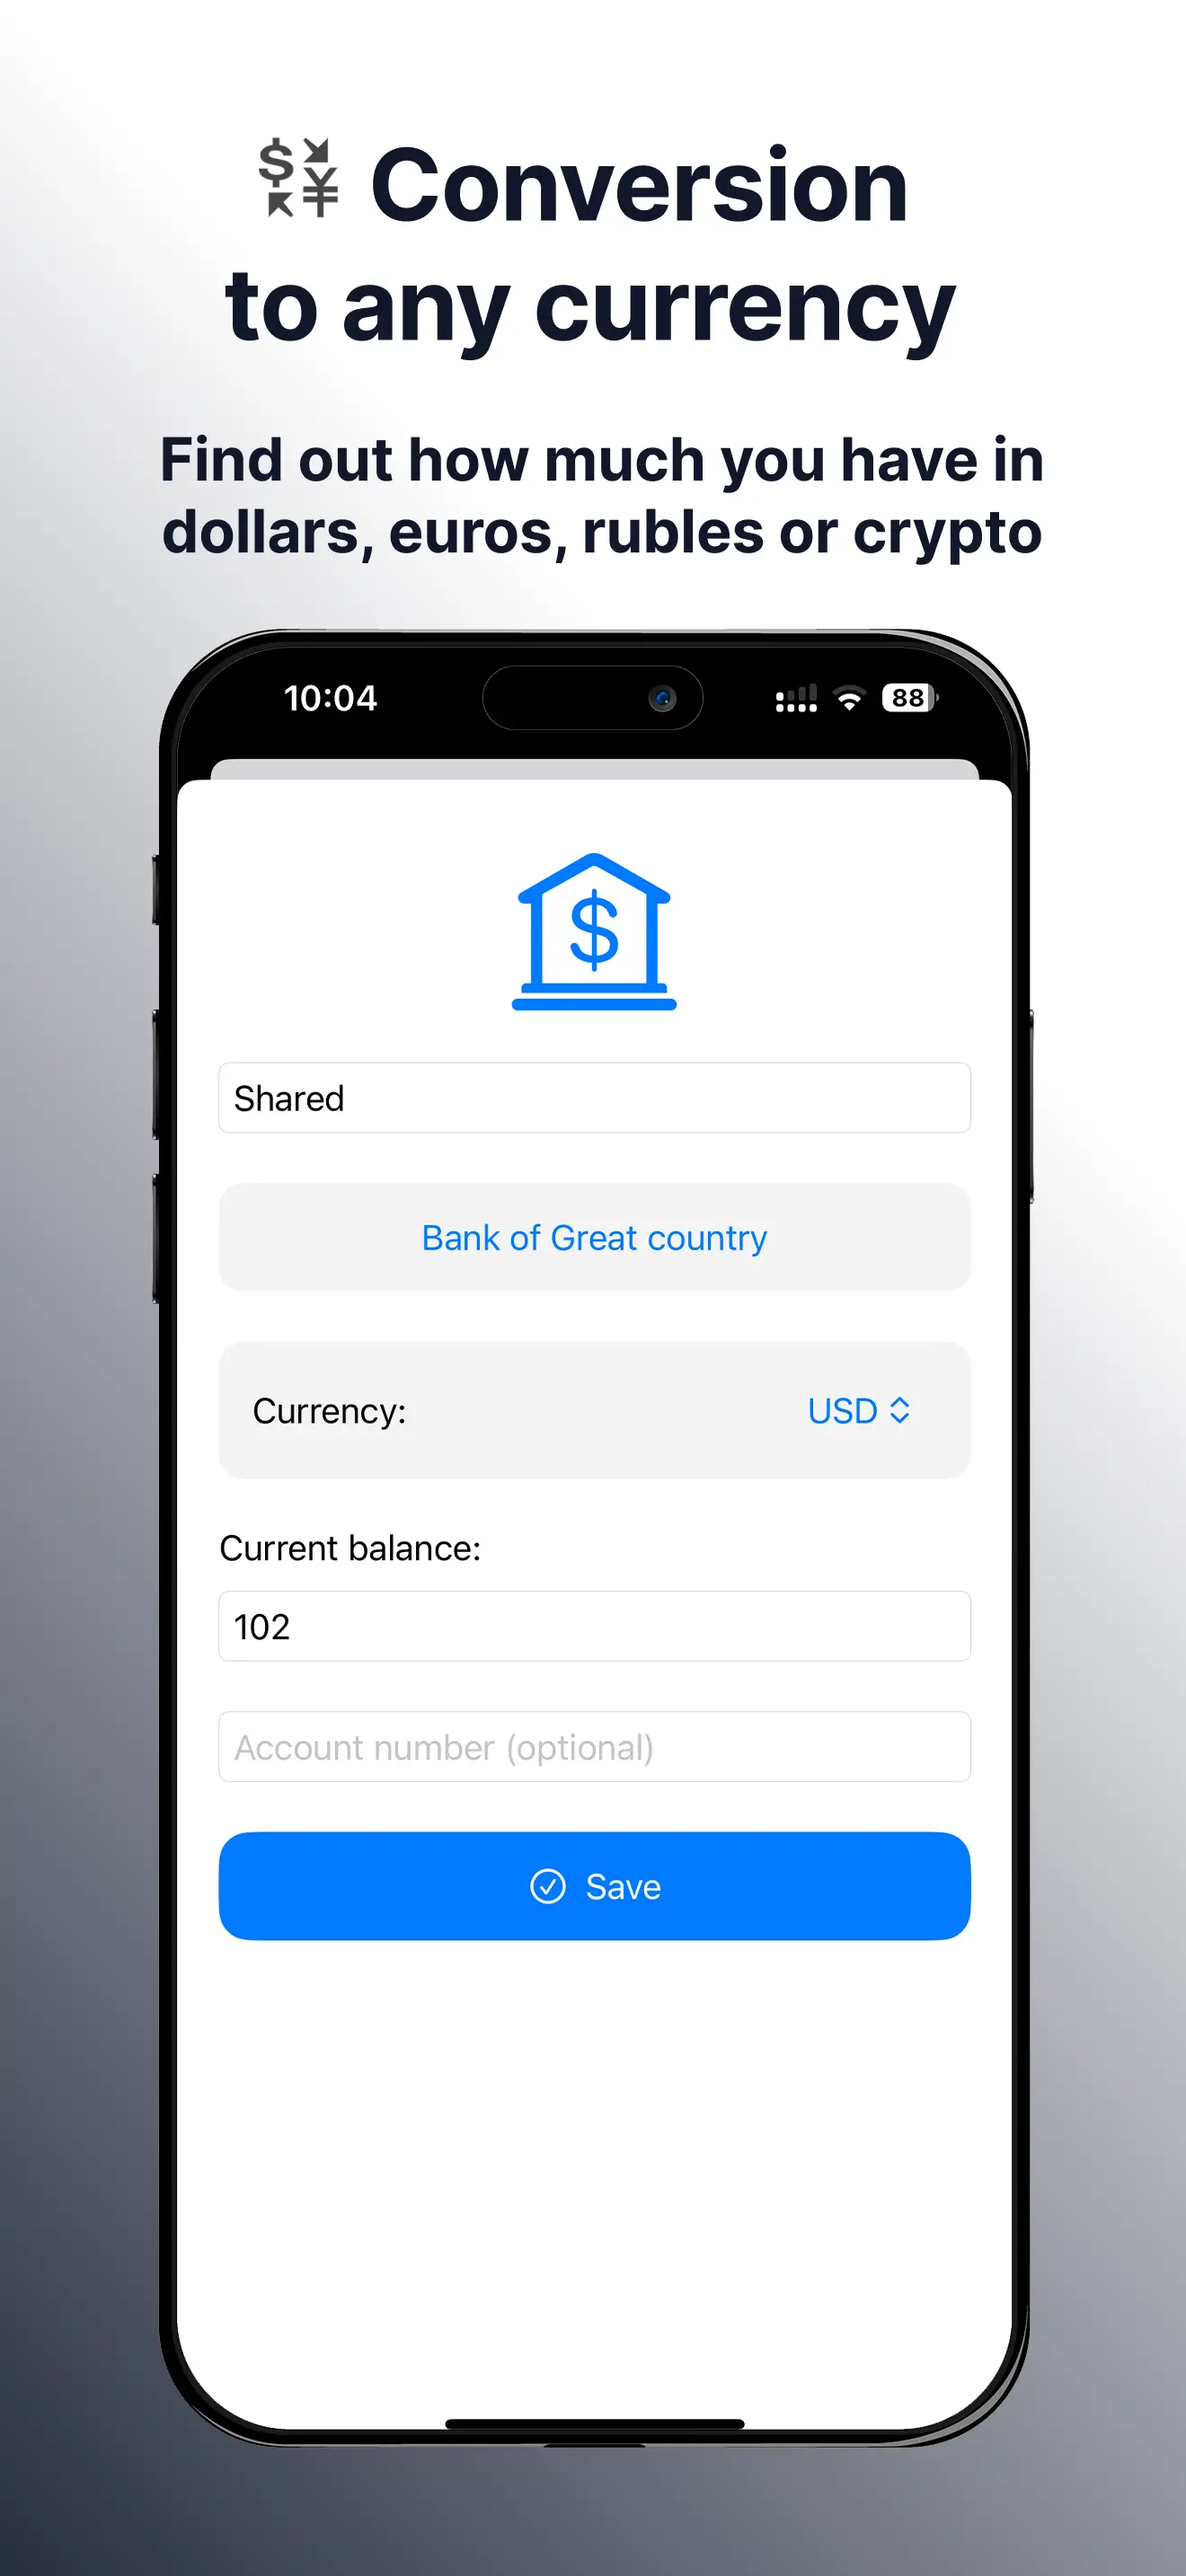 Conversion
to any currency
Find out how much you have in
dollars, euros, rubles or crypto
10:04
88
$
Shared
Bank of Great country
Currency:
USD
Current balance:
102
Account number (optional)
Save